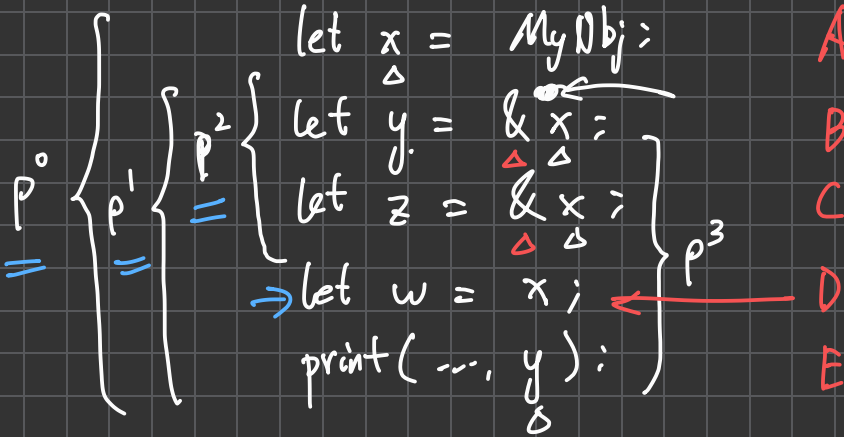 let x = MyObj; A
let y = &x; B
let z = &x; C
let w = x; D
print(..., y); E
p⁰
p¹
p²
p³